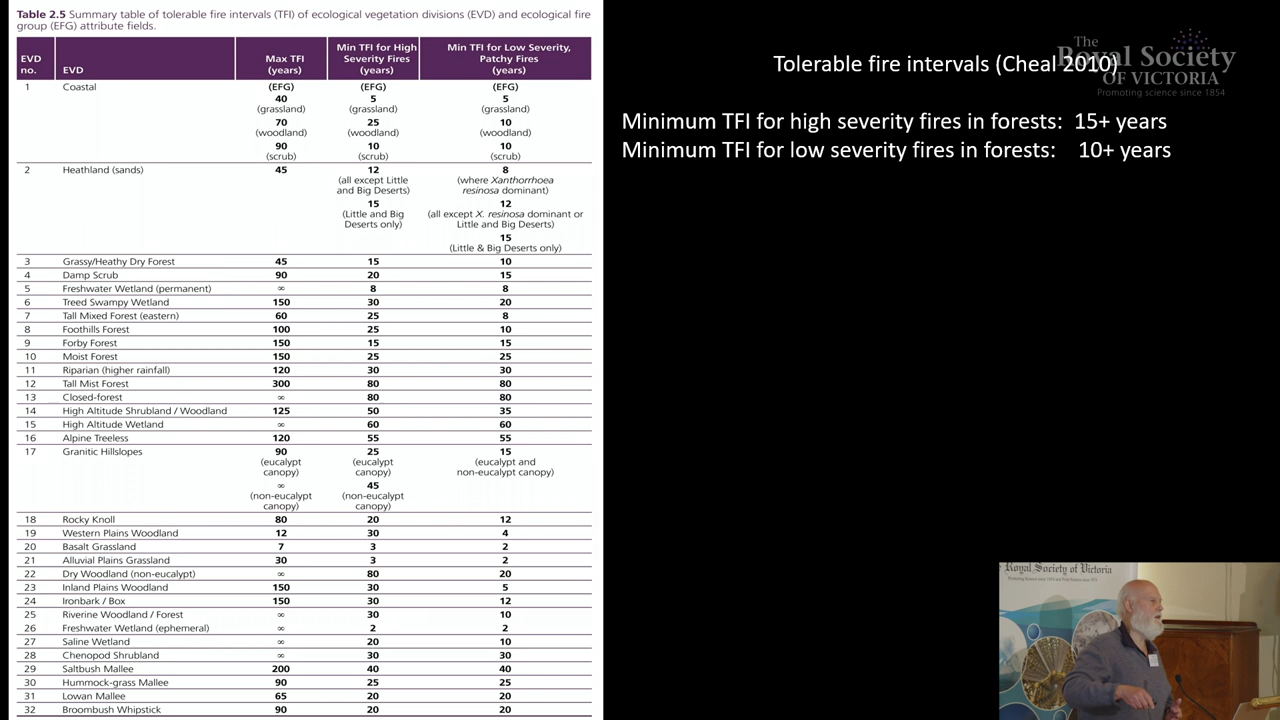 Table 2.5 Summary table of tolerable fire intervals (TFI) of ecological vegetation divisions (EVD) and ecological fire
group (EFG) attribute fields.
EVD no. EVD Max TFI (years) Min TFI for High Severity Fires (years) Min TFI for Low Severity, Patchy Fires (years)
1 Coastal (EFG) (EFG) (EFG)
40 5 5
(grassland) (grassland) (grassland)
70 25 10
(woodland) (woodland) (woodland)
90 10 10
(scrub) (scrub) (scrub)
2 Heathland (sands) 45 12 8
(all except Little (where Xanthorrhoea
and Big Deserts) resinosa dominant)
15 12
(Little and Big (all except X. resinosa dominant or
Deserts only) Little and Big Deserts)
15
(Little & Big Deserts only)
3 Grassy/Heathy Dry Forest 45 15 10
4 Damp Scrub 90 20 15
5 Freshwater Wetland (permanent) ∞ 8 8
6 Treed Swampy Wetland 150 30 20
7 Tall Mixed Forest (eastern) 60 25 8
8 Foothills Forest 100 25 10
9 Forby Forest 150 15 15
10 Moist Forest 150 25 25
11 Riparian (higher rainfall) 120 30 30
12 Tall Mist Forest 300 80 80
13 Closed-forest ∞ 80 80
14 High Altitude Shrubland / Woodland 125 50 35
15 High Altitude Wetland ∞ 60 60
16 Alpine Treeless 120 55 55
17 Granitic Hillslopes 90 25 15
(eucalypt (eucalypt (eucalypt and
canopy) canopy) non-eucalypt canopy)
∞ 45
(non-eucalypt (non-eucalypt
canopy) canopy)
18 Rocky Knoll 80 20 12
19 Western Plains Woodland 12 30 4
20 Basalt Grassland 7 3 2
21 Alluvial Plains Grassland 30 3 2
22 Dry Woodland (non-eucalypt) ∞ 80 20
23 Inland Plains Woodland 150 30 5
24 Ironbark / Box 150 30 12
25 Riverine Woodland / Forest ∞ 30 10
26 Freshwater Wetland (ephemeral) ∞ 2 2
27 Saline Wetland ∞ 20 10
28 Chenopod Shrubland ∞ 30 30
29 Saltbush Mallee 200 40 40
30 Hummock-grass Mallee 90 25 25
31 Lowan Mallee 65 20 20
32 Broombush Whipstick 90 20 20
Tolerable fire intervals (Cheal 2010)
The
Royal Society
OF VICTORIA
Promoting science since 1854
Minimum TFI for high severity fires in forests: 15+ years
Minimum TFI for low severity fires in forests: 10+ years
Royal Society of Victoria